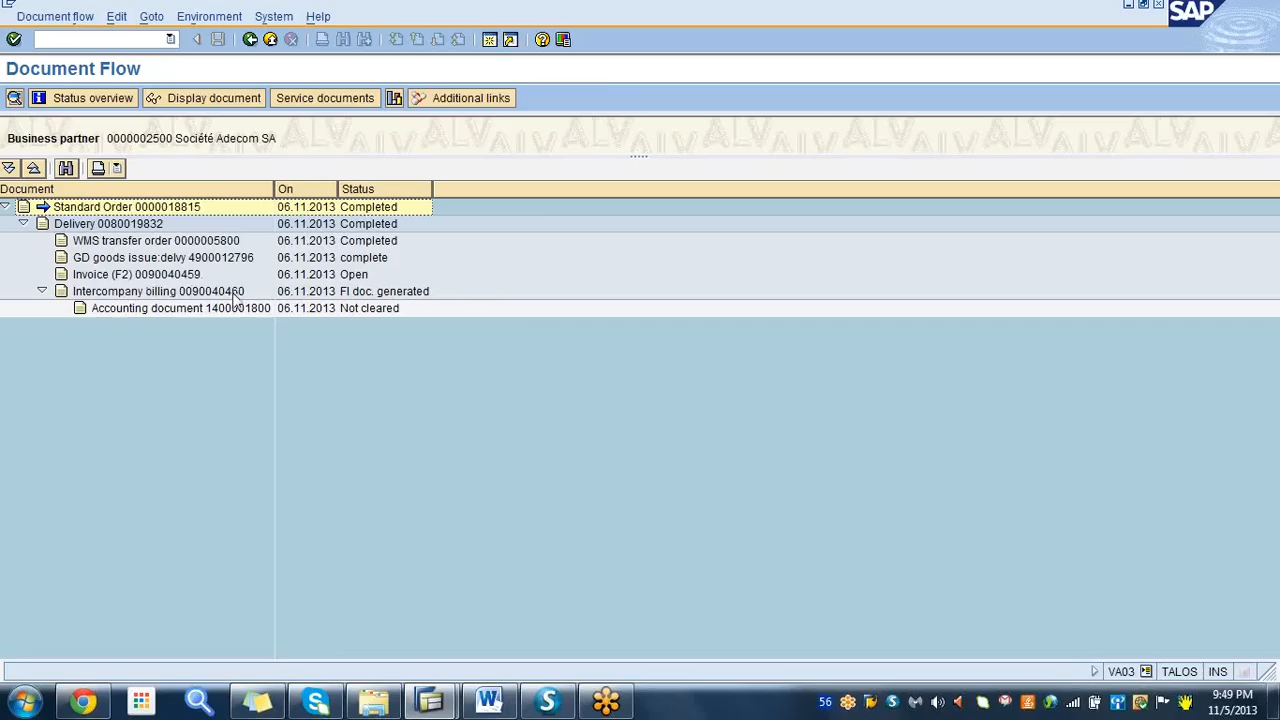 Document flow Edit Goto Environment System Help
SAP
Document Flow
Status overview Display document Service documents Additional links
Business partner 0000002500 Société Adecom SA
Document On Status
Standard Order 0000018815 06.11.2013 Completed
Delivery 0080019832 06.11.2013 Completed
WMS transfer order 0000005800 06.11.2013 Completed
GD goods issue:delvy 4900012796 06.11.2013 complete
Invoice (F2) 0090040459 06.11.2013 Open
Intercompany billing 0090040460 06.11.2013 FI doc. generated
Accounting document 1400001800 06.11.2013 Not cleared
VA03 TALOS INS
56 9:49 PM
11/5/2013